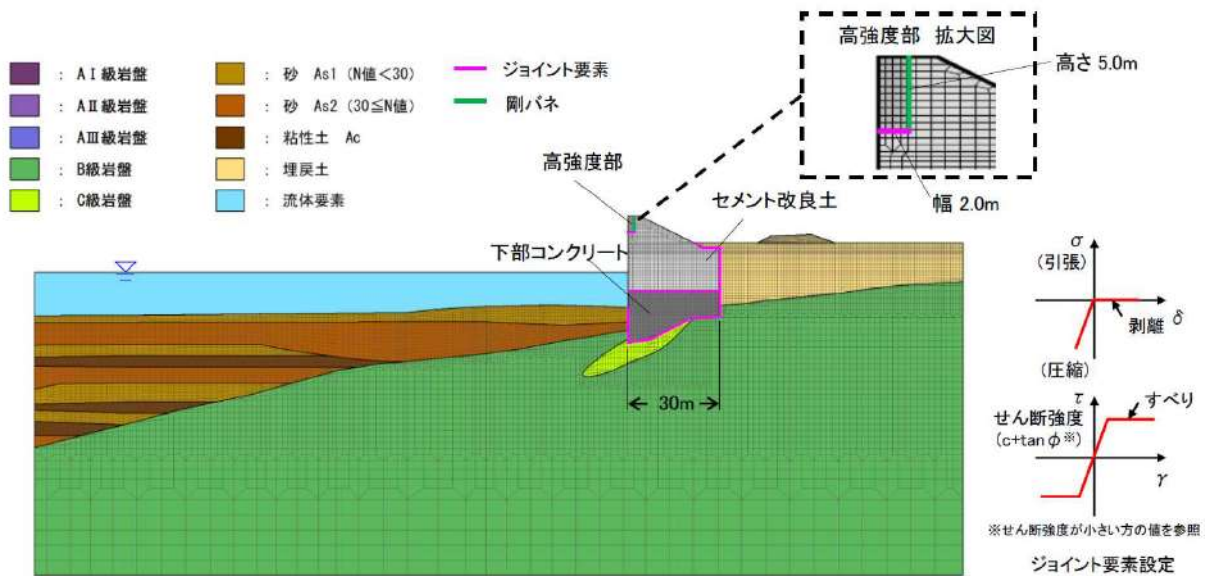 : AⅠ級岩盤
: AⅡ級岩盤
: AⅢ級岩盤
: B級岩盤
: C級岩盤
: 砂 As1 (N値<30)
: 砂 As2 (30≦N値)
: 粘性土 Ac
: 埋戻土
: 流体要素
ジョイント要素
剛バネ
高強度部 拡大図
高さ 5.0m
幅 2.0m
高強度部
セメント改良土
下部コンクリート
30m
σ
(引張)
δ
剥離
(圧縮)
τ
せん断強度
(c+tanφ※)
すべり
γ
※せん断強度が小さい方の値を参照
ジョイント要素設定